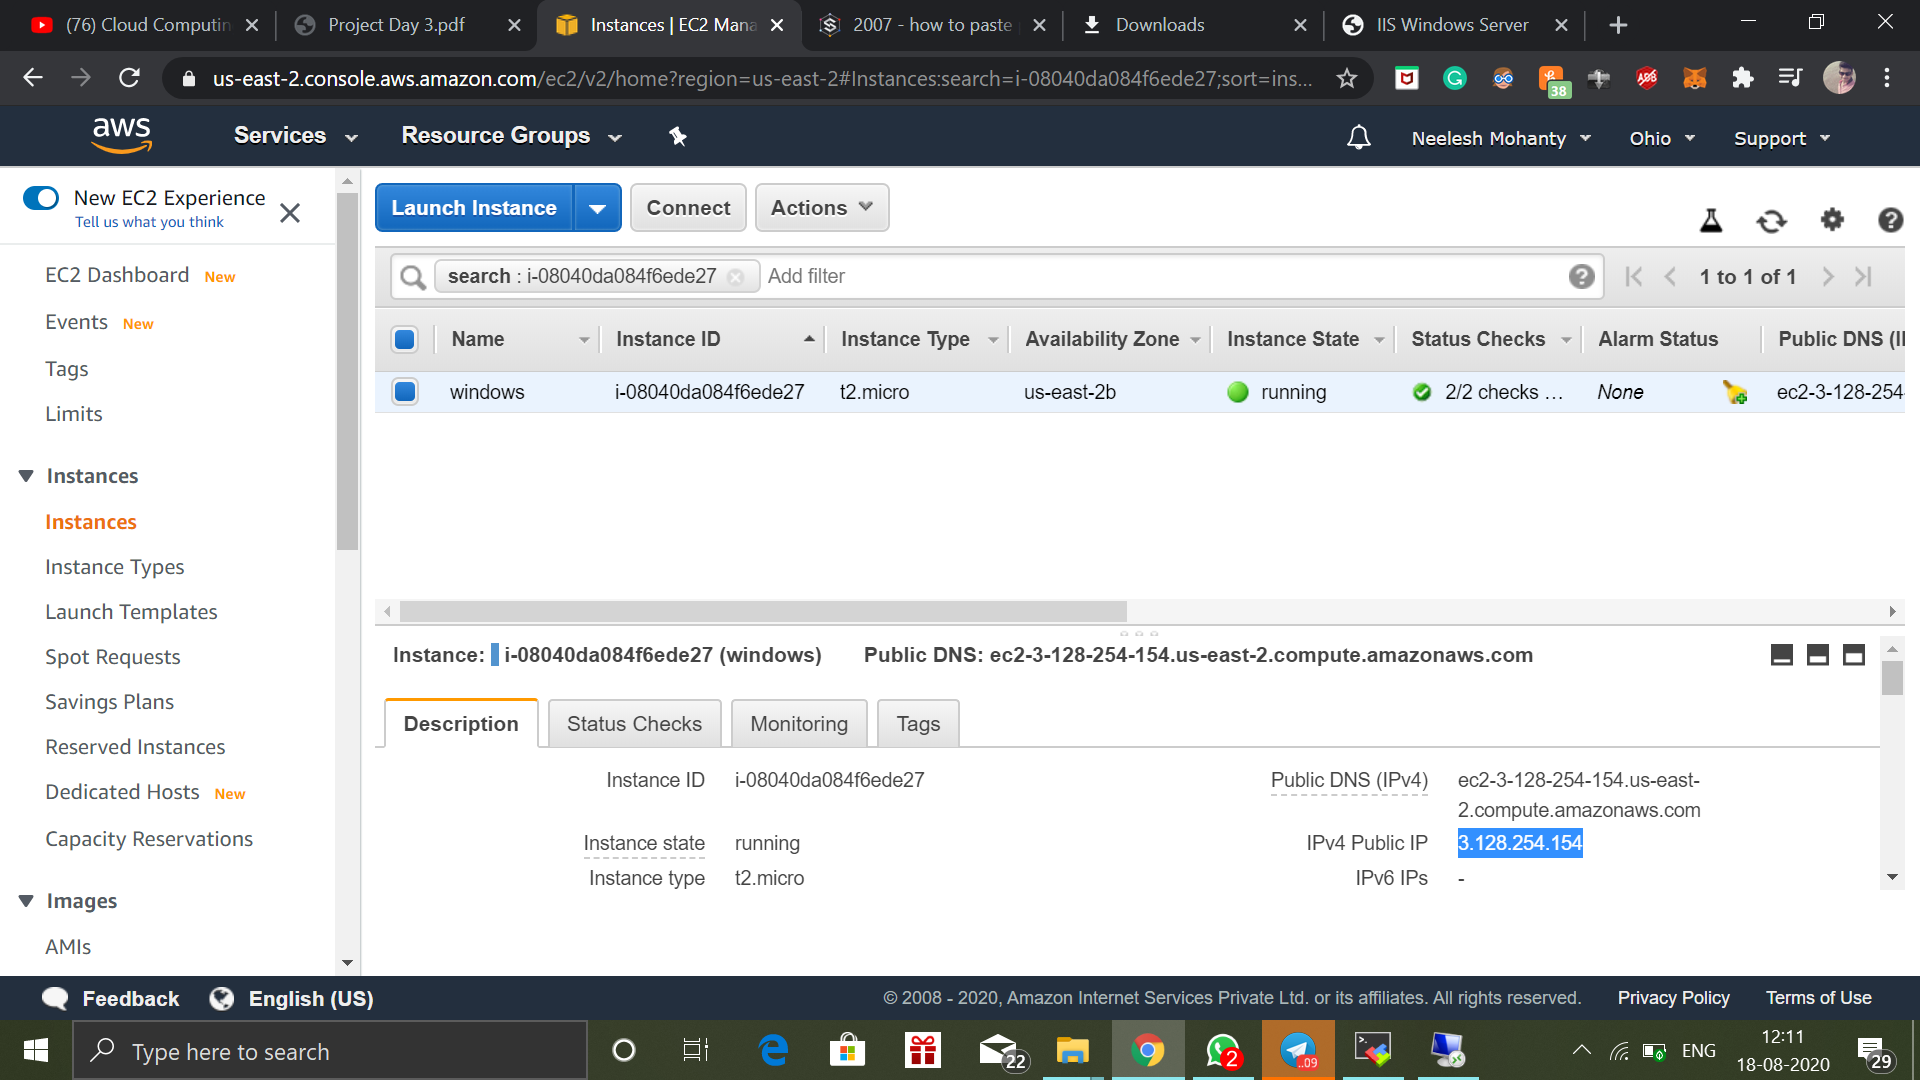 (76) Cloud Computin
Project Day 3.pdf
Instances | EC2 Mana
2007 - how to paste
Downloads
IIS Windows Server
us-east-2.console.aws.amazon.com/ec2/v2/home?region=us-east-2#Instances:search=i-08040da084f6ede27;sort=ins...
38
aws
Services
Resource Groups
Neelesh Mohanty
Ohio
Support
New EC2 Experience
Tell us what you think
EC2 Dashboard New
Events New
Tags
Limits
Instances
Instances
Instance Types
Launch Templates
Spot Requests
Savings Plans
Reserved Instances
Dedicated Hosts New
Capacity Reservations
Images
AMIs
Launch Instance
Connect
Actions
search : i-08040da084f6ede27
Add filter
1 to 1 of 1
Name Instance ID Instance Type Availability Zone Instance State Status Checks Alarm Status Public DNS (I
windows i-08040da084f6ede27 t2.micro us-east-2b running 2/2 checks ... None ec2-3-128-254-
Instance: i-08040da084f6ede27 (windows) Public DNS: ec2-3-128-254-154.us-east-2.compute.amazonaws.com
Description
Status Checks
Monitoring
Tags
Instance ID i-08040da084f6ede27
Public DNS (IPv4) ec2-3-128-254-154.us-east-
2.compute.amazonaws.com
Instance state running
IPv4 Public IP 3.128.254.154
Instance type t2.micro
IPv6 IPs -
Feedback
English (US)
© 2008 - 2020, Amazon Internet Services Private Ltd. or its affiliates. All rights reserved.
Privacy Policy
Terms of Use
Type here to search
22
2
..09
ENG
12:11
18-08-2020
29